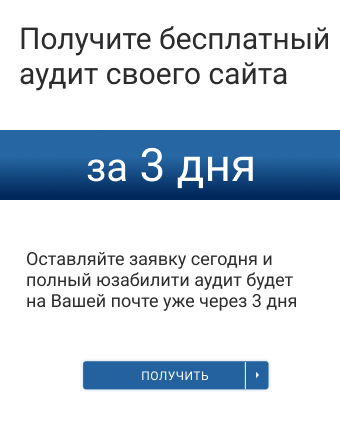 Получите бесплатный
аудит своего сайта
за 3 дня
Оставляйте заявку сегодня и
полный юзабилити аудит будет
на Вашей почте уже через 3 дня
ПОЛУЧИТЬ